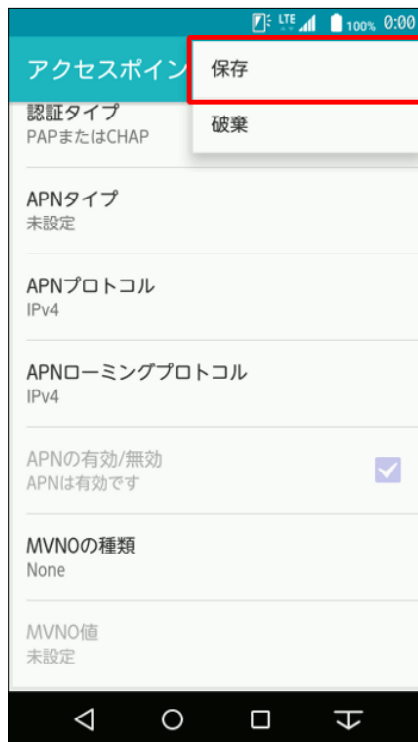 LTE 100% 0:00
アクセスポイン
保存
破棄
認証タイプ
PAPまたはCHAP
APNタイプ
未設定
APNプロトコル
IPv4
APNローミングプロトコル
IPv4
APNの有効/無効
APNは有効です
MVNOの種類
None
MVNO値
未設定